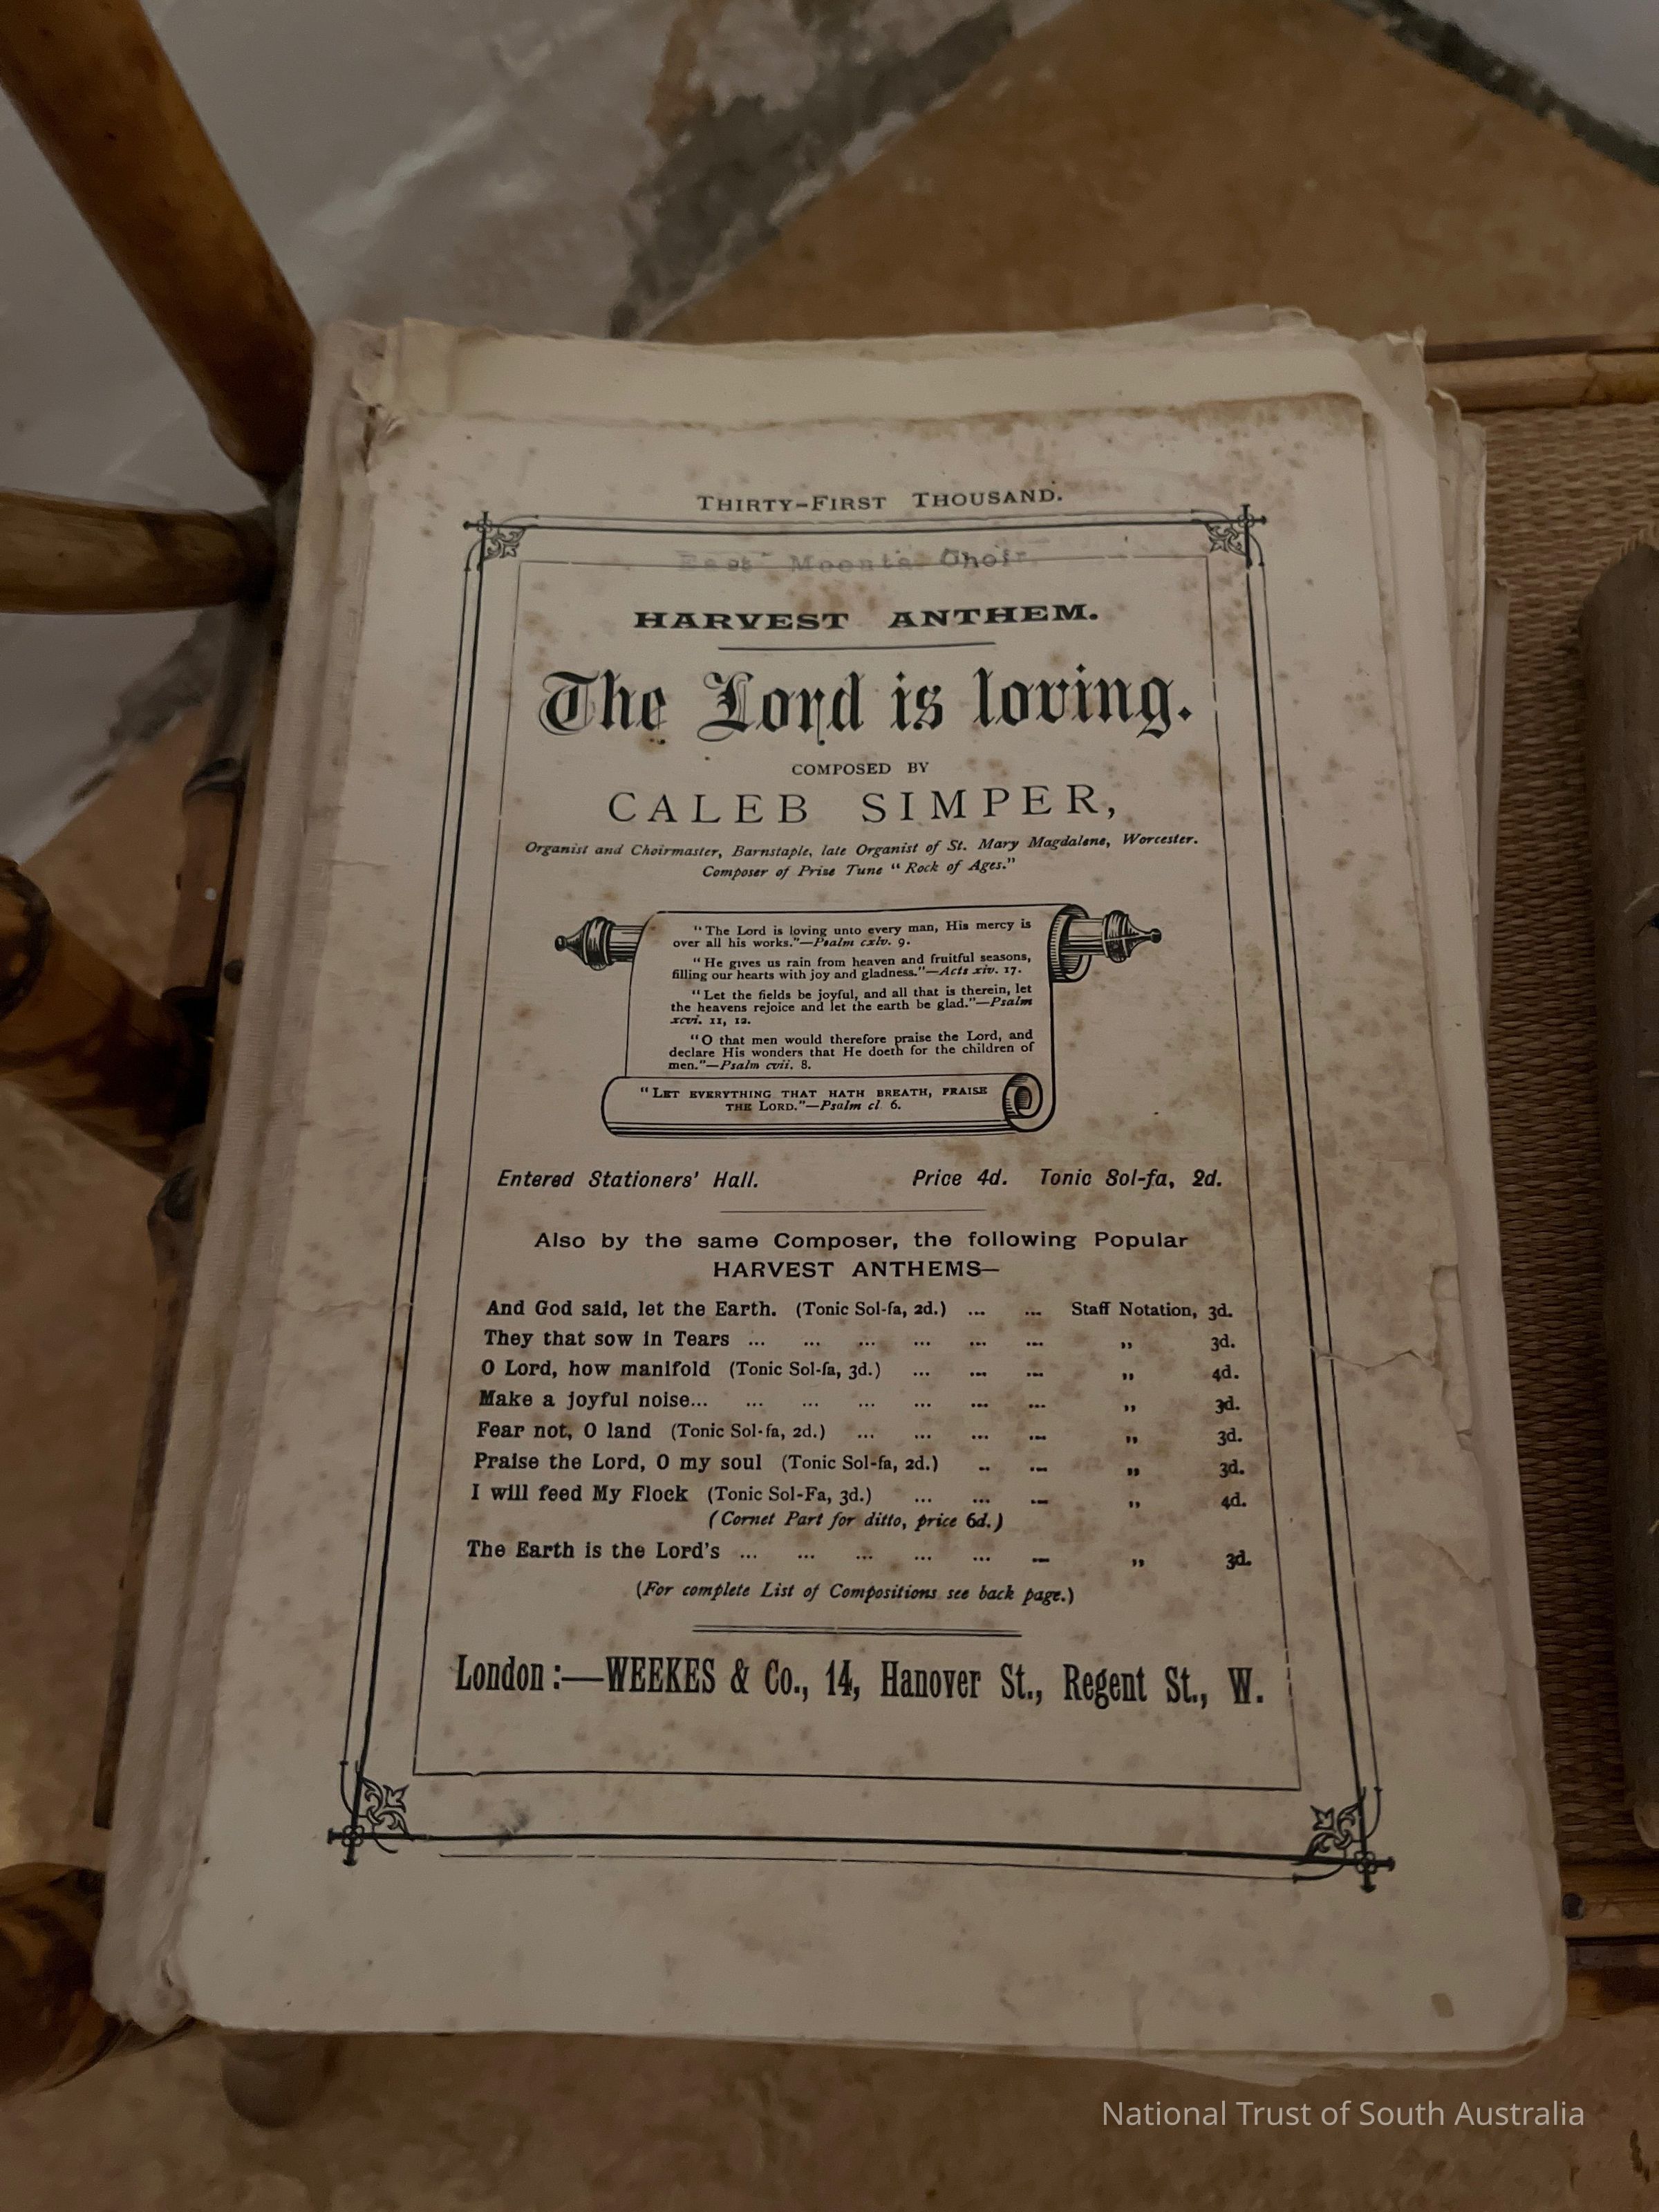 THIRTY-FIRST THOUSAND.
East Moonta Choir
HARVEST ANTHEM.
The Lord is loving.
COMPOSED BY
CALEB SIMPER,
Organist and Choirmaster, Barnstaple, late Organist of St. Mary Magdalene, Worcester.
Composer of Prize Tune "Rock of Ages."
"The Lord is loving unto every man, His mercy is
over all his works."—Psalm cxlv. 9.
"He gives us rain from heaven and fruitful seasons,
filling our hearts with joy and gladness."—Acts xiv. 17.
"Let the fields be joyful, and all that is therein, let
the heavens rejoice and let the earth be glad."—Psalm
xcvi. 11, 12.
"O that men would therefore praise the Lord, and
declare His wonders that He doeth for the children of
men."—Psalm cvii. 8.
"LET EVERYTHING THAT HATH BREATH, PRAISE
THE LORD."—Psalm cl. 6.
Entered Stationers' Hall. Price 4d. Tonic Sol-fa, 2d.
Also by the same Composer, the following Popular
HARVEST ANTHEMS—
And God said, let the Earth. (Tonic Sol-fa, 2d.) ... ... Staff Notation, 3d.
They that sow in Tears ... ... ... ... ... ... ,, 3d.
O Lord, how manifold (Tonic Sol-fa, 3d.) ... ... ... ,, 4d.
Make a joyful noise... ... ... ... ... ... ... ,, 3d.
Fear not, O land (Tonic Sol-fa, 2d.) ... ... ... ... ,, 3d.
Praise the Lord, O my soul (Tonic Sol-fa, 2d.) .. ... ,, 3d.
I will feed My Flock (Tonic Sol-Fa, 3d.) ... ... ... ,, 4d.
(Cornet Part for ditto, price 6d.)
The Earth is the Lord's ... ... ... ... ... ... ,, 3d.
(For complete List of Compositions see back page.)
London:—WEEKES & Co., 14, Hanover St., Regent St., W.
National Trust of South Australia